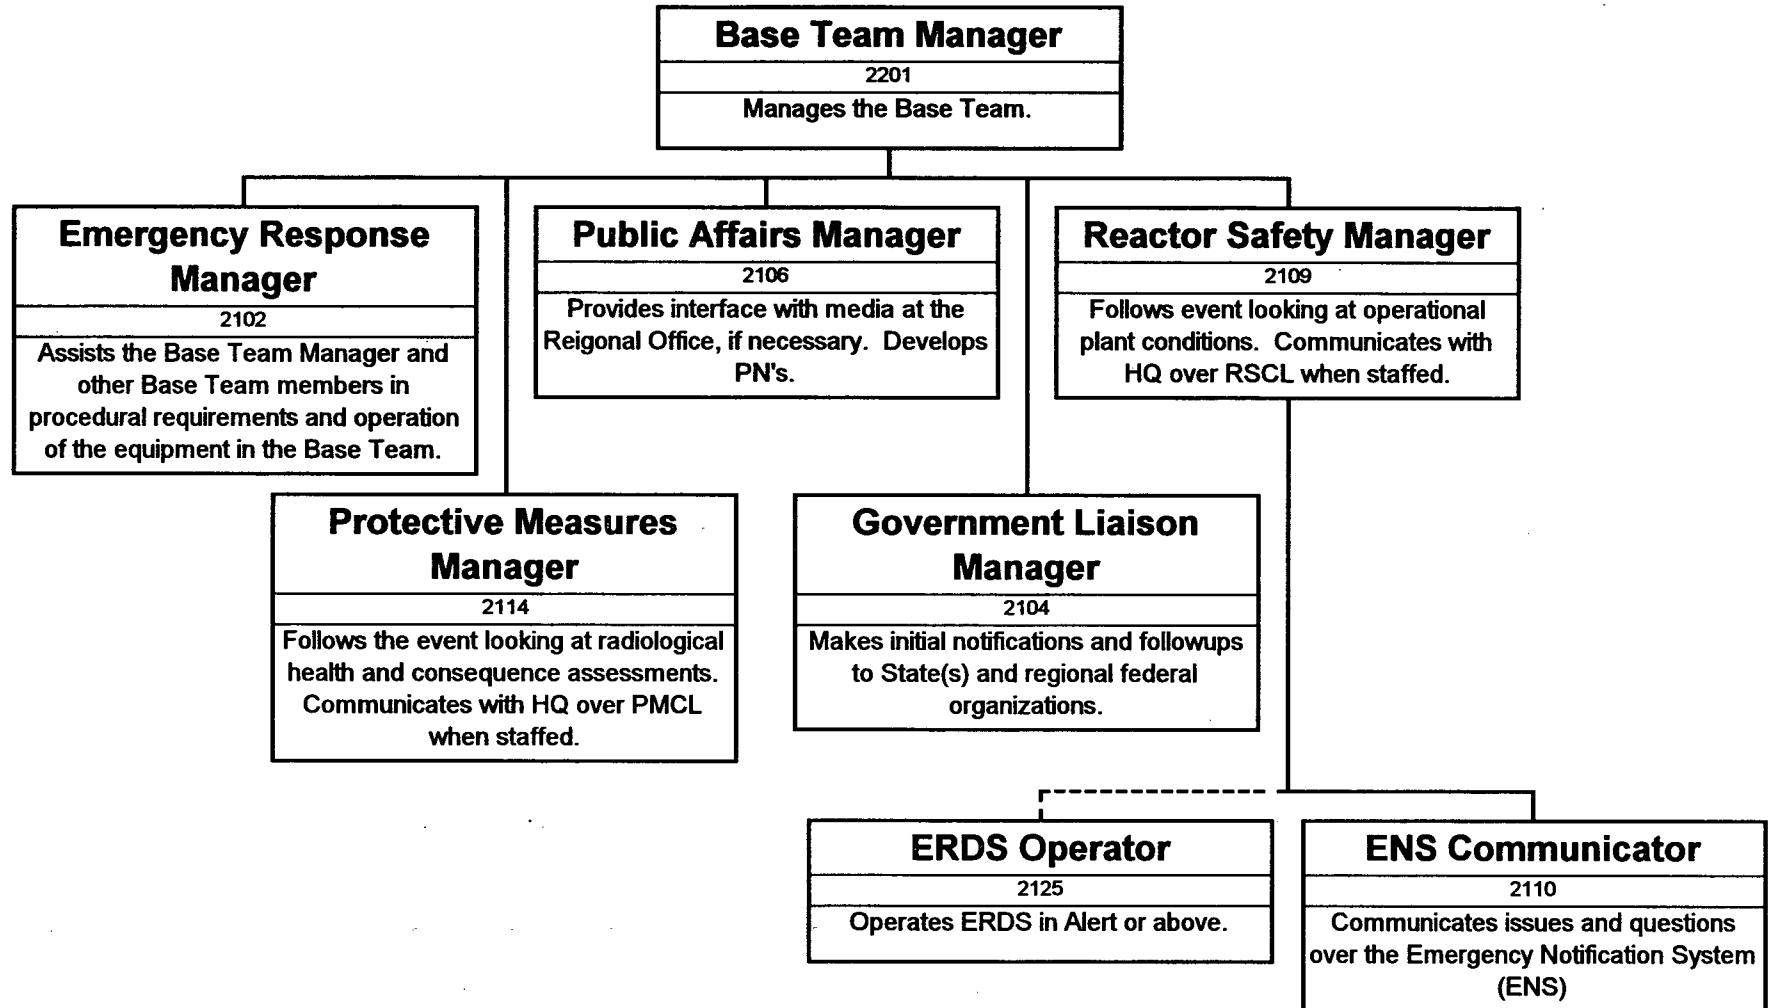 Base Team Manager
2201
Manages the Base Team.
Emergency Response
Manager
2102
Assists the Base Team Manager and
other Base Team members in
procedural requirements and operation
of the equipment in the Base Team.
Public Affairs Manager
2106
Provides interface with media at the
Reigonal Office, if necessary. Develops
PN's.
Reactor Safety Manager
2109
Follows event looking at operational
plant conditions. Communicates with
HQ over RSCL when staffed.
Protective Measures
Manager
2114
Follows the event looking at radiological
health and consequence assessments.
Communicates with HQ over PMCL
when staffed.
Government Liaison
Manager
2104
Makes initial notifications and followups
to State(s) and regional federal
organizations.
ERDS Operator
2125
Operates ERDS in Alert or above.
ENS Communicator
2110
Communicates issues and questions
over the Emergency Notification System
(ENS)